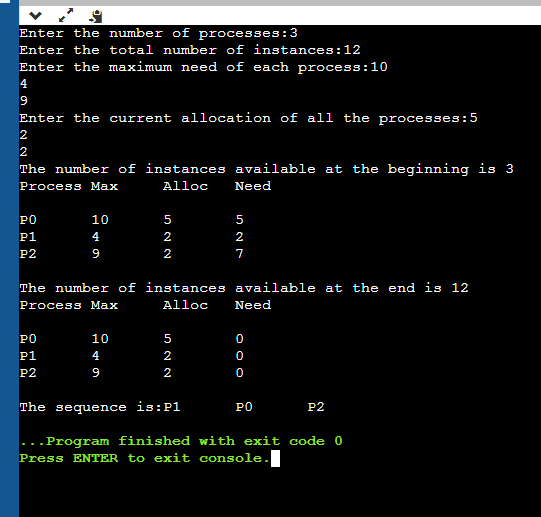 Enter the number of processes:3
Enter the total number of instances:12
Enter the maximum need of each process:10
4
9
Enter the current allocation of all the processes:5
2
2
The number of instances available at the beginning is 3
Process Max Alloc Need
P0 10 5 5
P1 4 2 2
P2 9 2 7
The number of instances available at the end is 12
Process Max Alloc Need
P0 10 5 0
P1 4 2 0
P2 9 2 0
The sequence is:P1 P0 P2
...Program finished with exit code 0
Press ENTER to exit console.